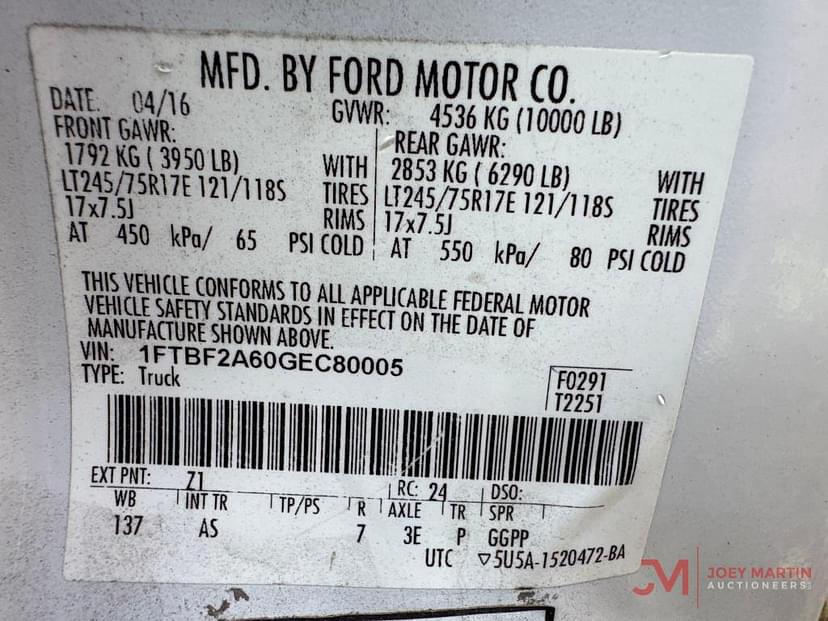 MFD. BY FORD MOTOR CO.
DATE: 04/16 GVWR: 4536 KG (10000 LB)
FRONT GAWR: REAR GAWR:
1792 KG ( 3950 LB) WITH 2853 KG ( 6290 LB) WITH
LT245/75R17E 121/118S TIRES LT245/75R17E 121/118S TIRES
17x7.5J RIMS 17x7.5J RIMS
AT 450 kPa/ 65 PSI COLD AT 550 kPa/ 80 PSI COLD
THIS VEHICLE CONFORMS TO ALL APPLICABLE FEDERAL MOTOR
VEHICLE SAFETY STANDARDS IN EFFECT ON THE DATE OF
MANUFACTURE SHOWN ABOVE.
VIN: 1FTBF2A60GEC80005
TYPE: Truck F0291
T2251
EXT PNT: Z1 RC: 24 DSO:
WB INT TR TP/PS R AXLE TR SPR
137 AS 7 3E P GGPP
UTC ▽5U5A-1520472-BA
JM JOEY MARTIN
AUCTIONEERS